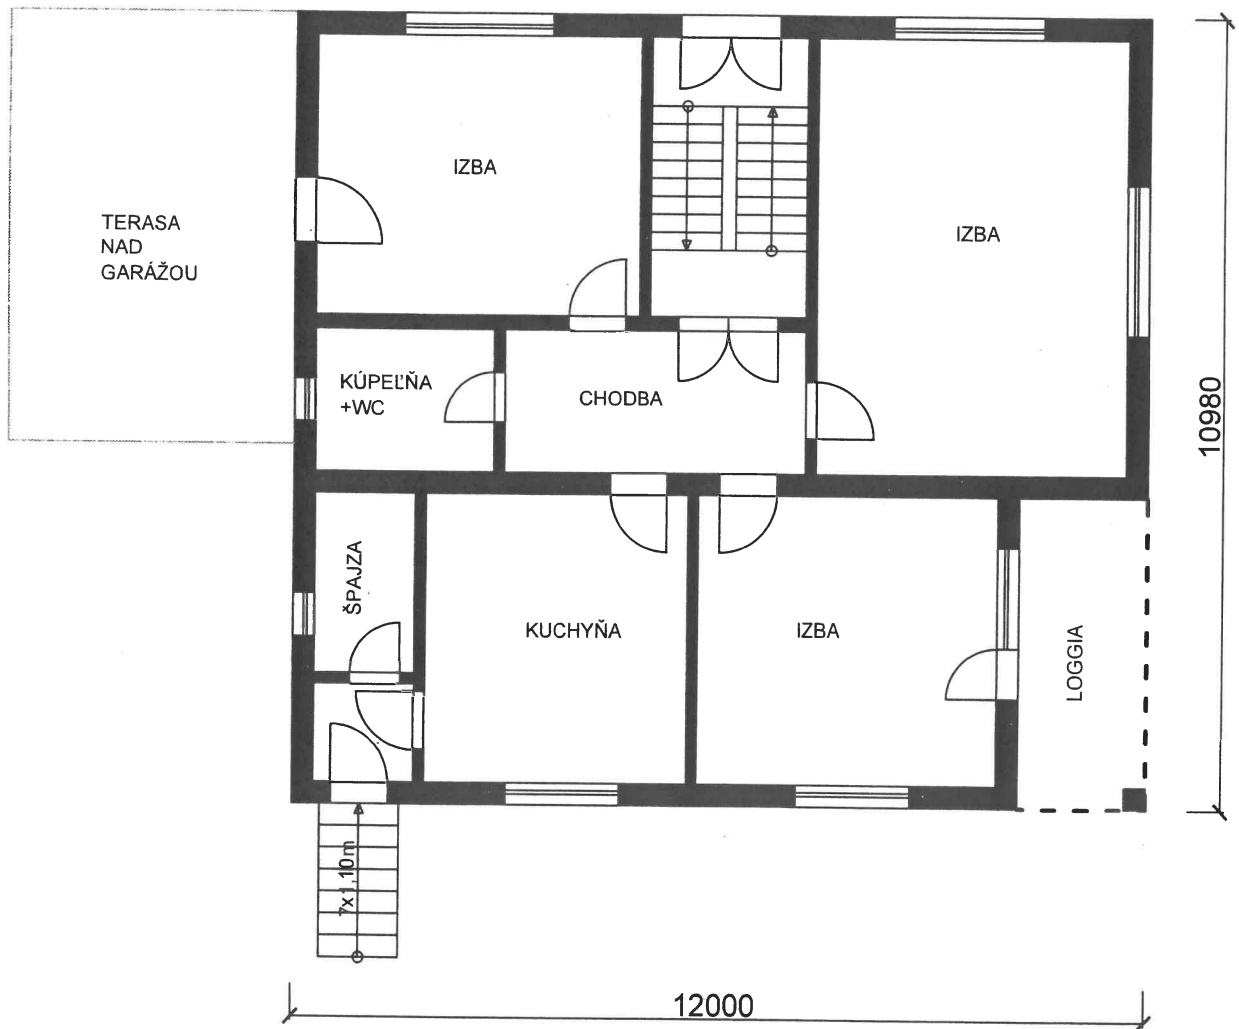 IZBA
TERASA
NAD
GARÁŽOU
IZBA
KÚPEĽŇA
+WC
CHODBA
10980
ŠPAJZA
KUCHYŇA
IZBA
LOGGIA
7x1,10m
12000